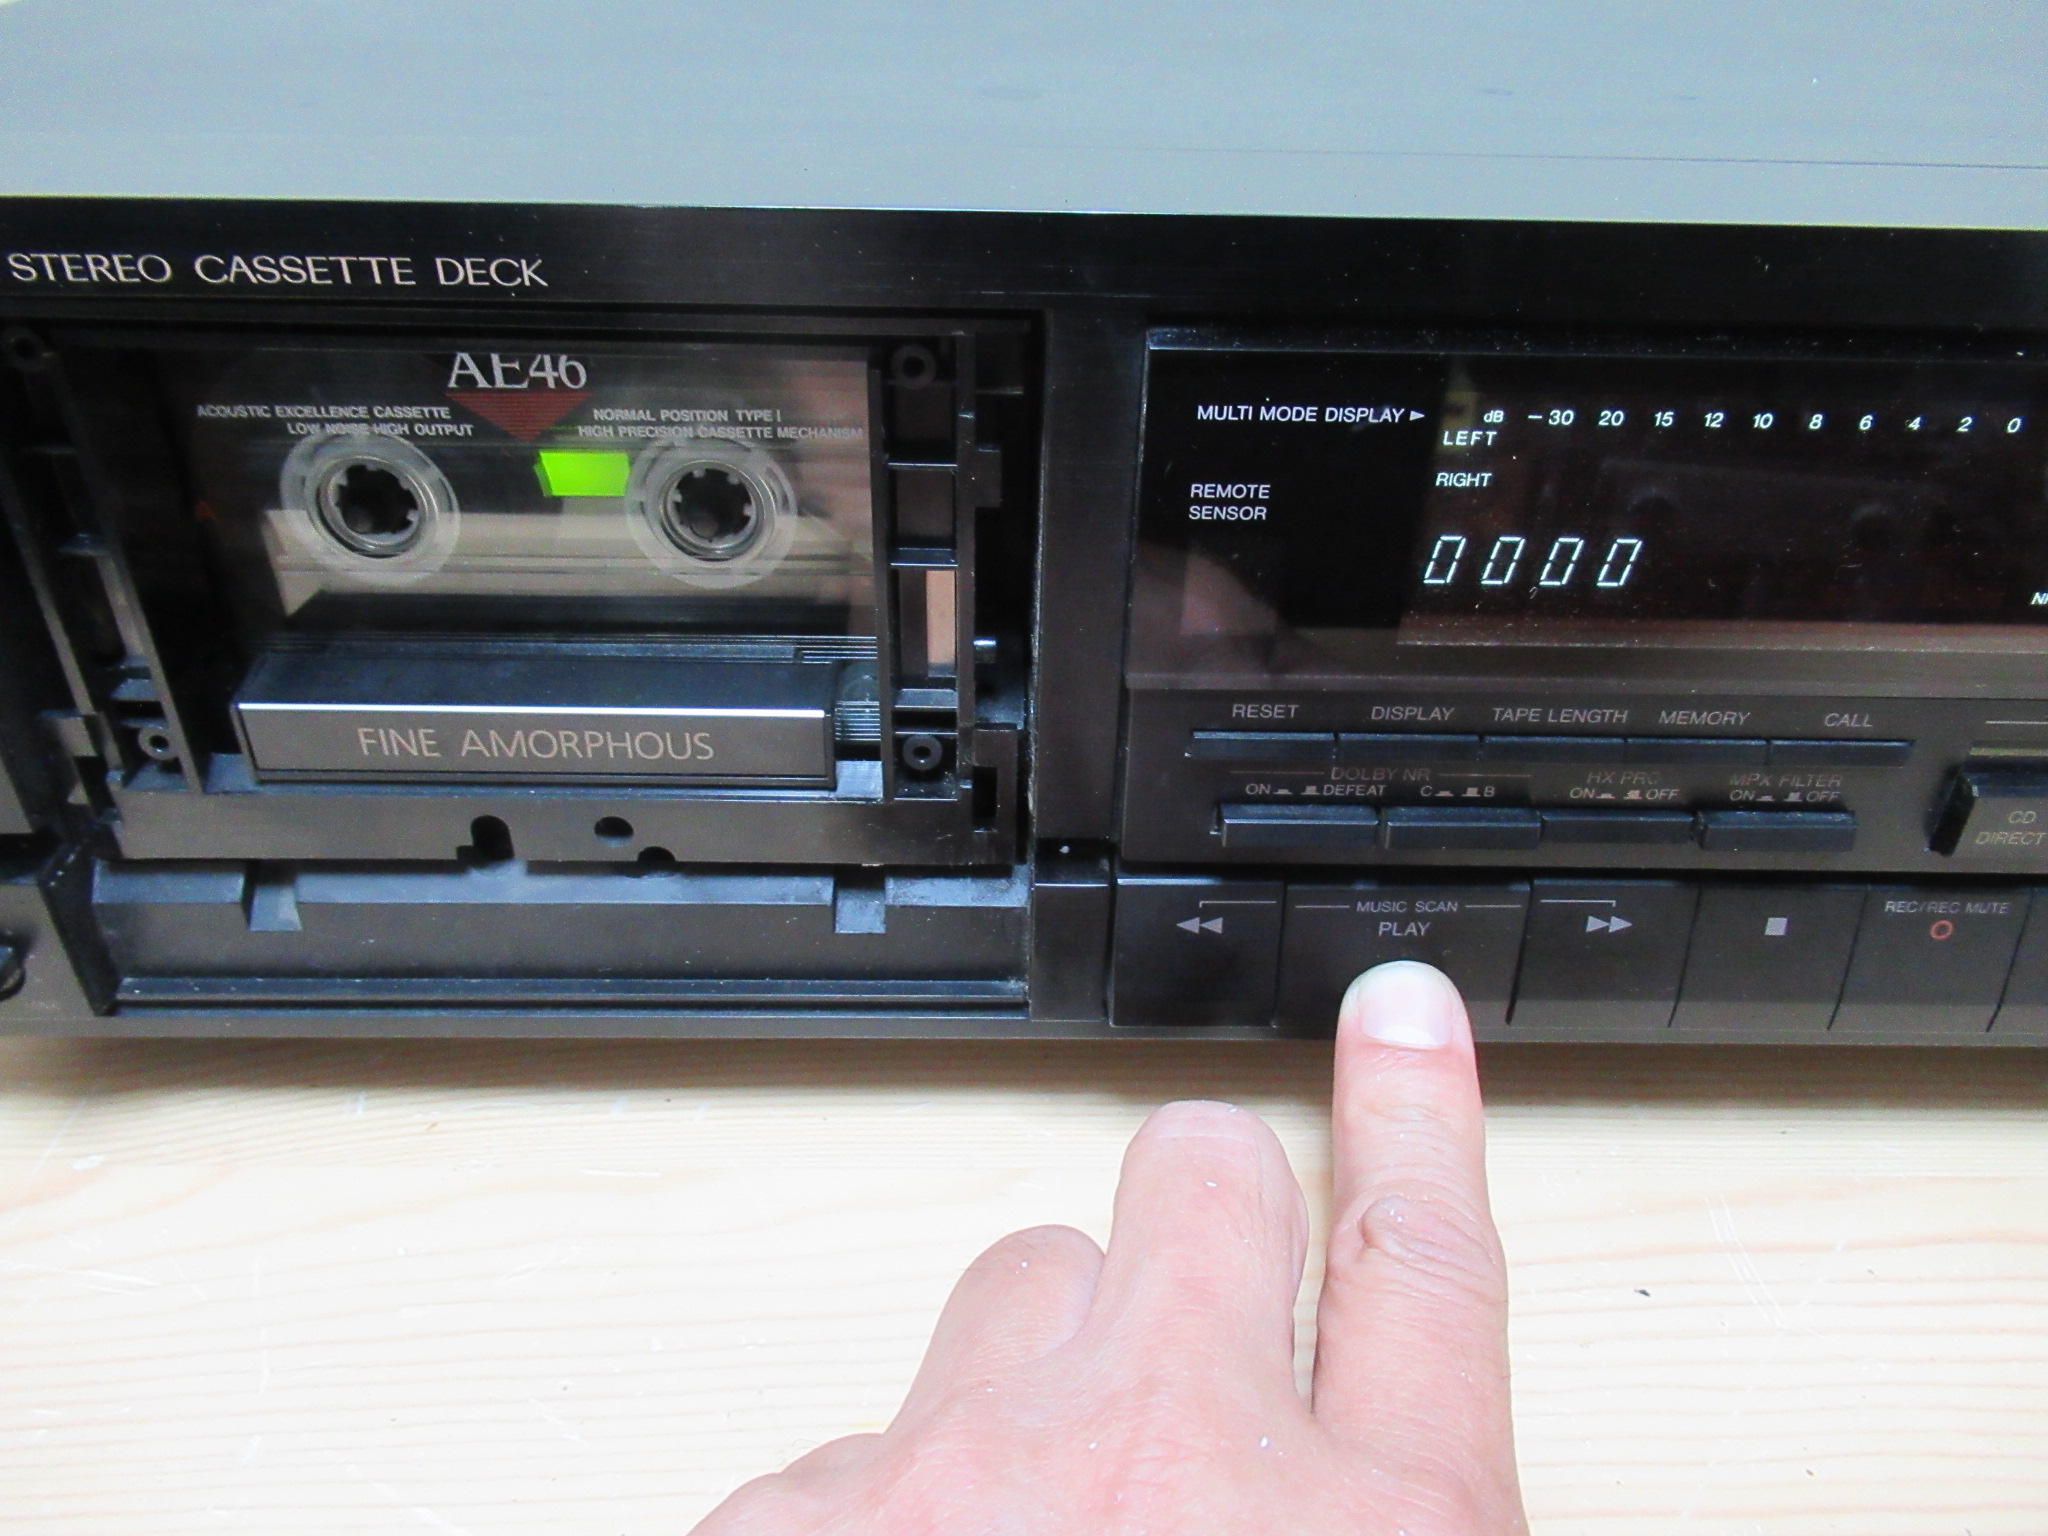 STEREO CASSETTE DECK
AE46
ACOUSTIC EXCELLENCE CASSETTE
LOW NOISE HIGH OUTPUT
NORMAL POSITION TYPE I
HIGH PRECISION CASSETTE MECHANISM
FINE AMORPHOUS
MULTI MODE DISPLAY ►
dB −30 20 15 12 10 8 6 4 2 0
LEFT
RIGHT
REMOTE
SENSOR
0000
RESET DISPLAY TAPE LENGTH MEMORY CALL
DOLBY NR HX PRO MPX FILTER
ON DEFEAT C B ON OFF ON OFF
CD
DIRECT
MUSIC SCAN
PLAY
REC/REC MUTE